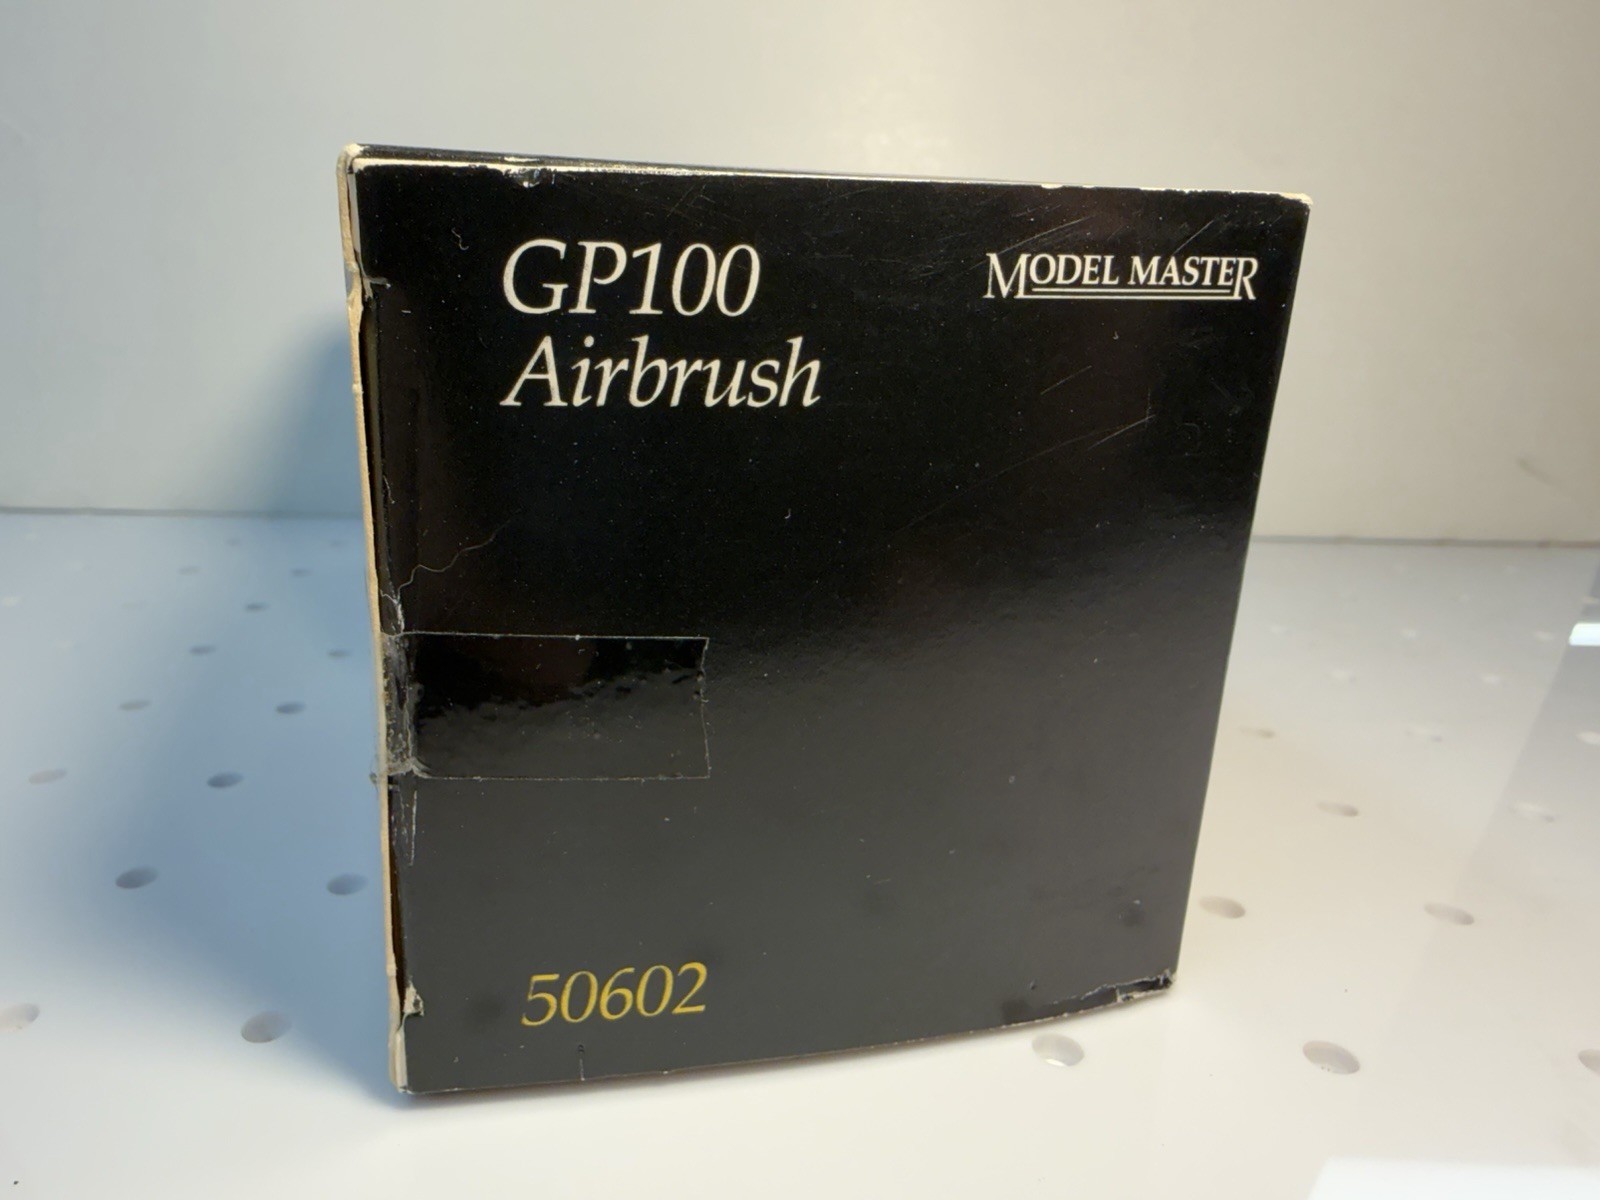 GP100
Airbrush
MODEL MASTER
50602